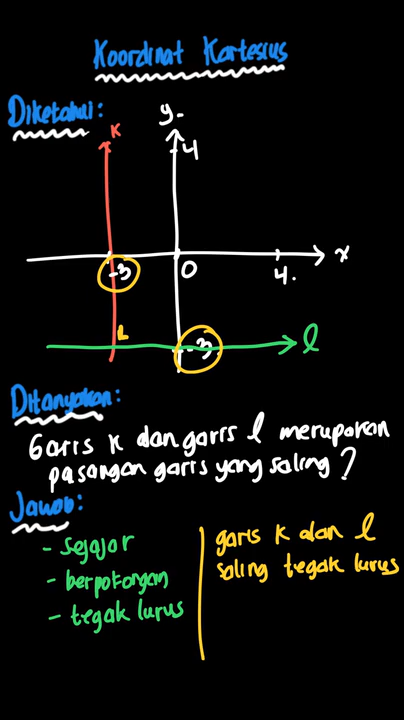 Koordinat Kartesius
Diketahui:
y
K
4
-3
0
4.
x
L
-3
l
Ditanyakan:
Garis k dan garis l merupakan
pasangan garis yang saling?
Jawab:
- Sejajar
- berpotongan
- tegak lurus
garis k dan l
saling tegak lurus